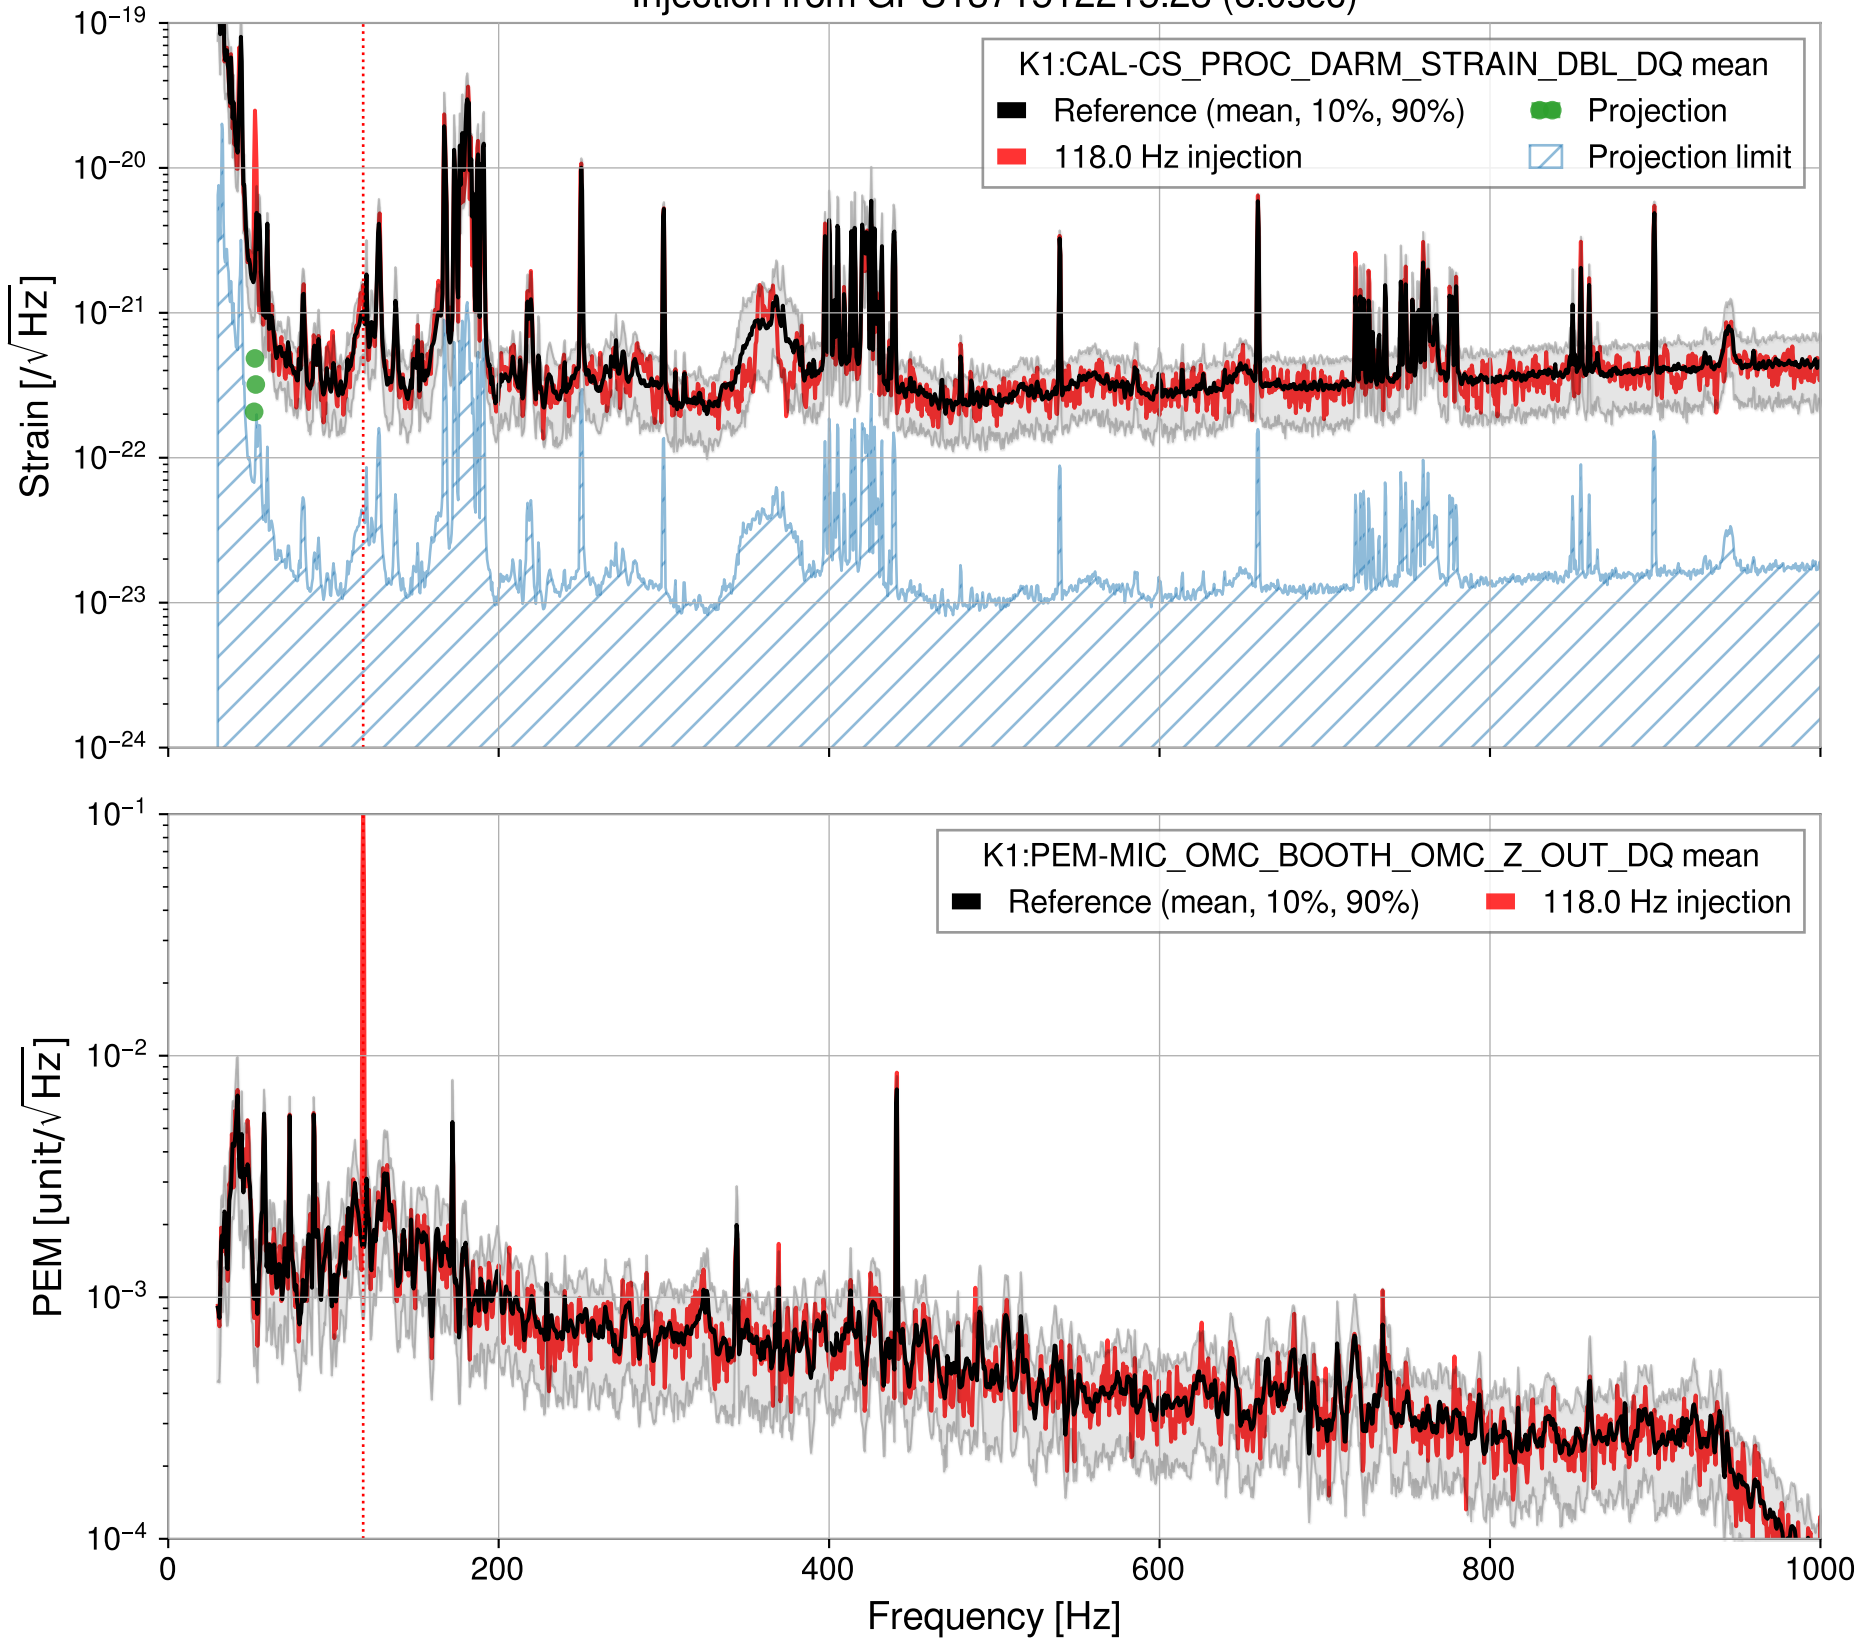 10⁻¹⁹
K1:CAL-CS_PROC_DARM_STRAIN_DBL_DQ mean
Reference (mean, 10%, 90%)
Projection
118.0 Hz injection
Projection limit
10⁻²⁰
10⁻²¹
10⁻²²
10⁻²³
10⁻²⁴
Strain [/√Hz]
10⁻¹
K1:PEM-MIC_OMC_BOOTH_OMC_Z_OUT_DQ mean
Reference (mean, 10%, 90%)
118.0 Hz injection
10⁻²
10⁻³
10⁻⁴
PEM [unit/√Hz]
0 200 400 600 800 1000
Frequency [Hz]